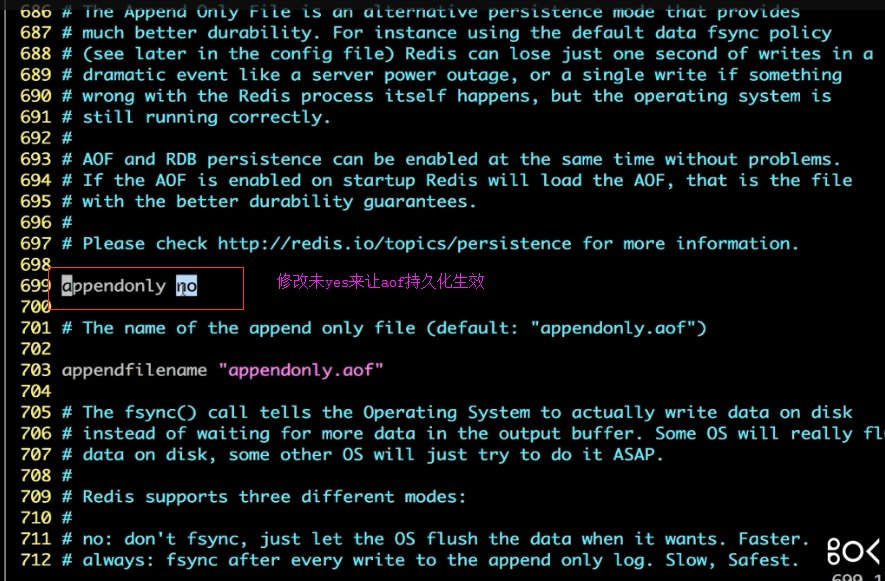 686 # The Append Only File is an alternative persistence mode that provides
687 # much better durability. For instance using the default data fsync policy
688 # (see later in the config file) Redis can lose just one second of writes in a
689 # dramatic event like a server power outage, or a single write if something
690 # wrong with the Redis process itself happens, but the operating system is
691 # still running correctly.
692 #
693 # AOF and RDB persistence can be enabled at the same time without problems.
694 # If the AOF is enabled on startup Redis will load the AOF, that is the file
695 # with the better durability guarantees.
696 #
697 # Please check http://redis.io/topics/persistence for more information.
698
699 appendonly no 修改未yes来让aof持久化生效
700
701 # The name of the append only file (default: "appendonly.aof")
702
703 appendfilename "appendonly.aof"
704
705 # The fsync() call tells the Operating System to actually write data on disk
706 # instead of waiting for more data in the output buffer. Some OS will really fl
707 # data on disk, some other OS will just try to do it ASAP.
708 #
709 # Redis supports three different modes:
710 #
711 # no: don't fsync, just let the OS flush the data when it wants. Faster.
712 # always: fsync after every write to the append only log. Slow, Safest.